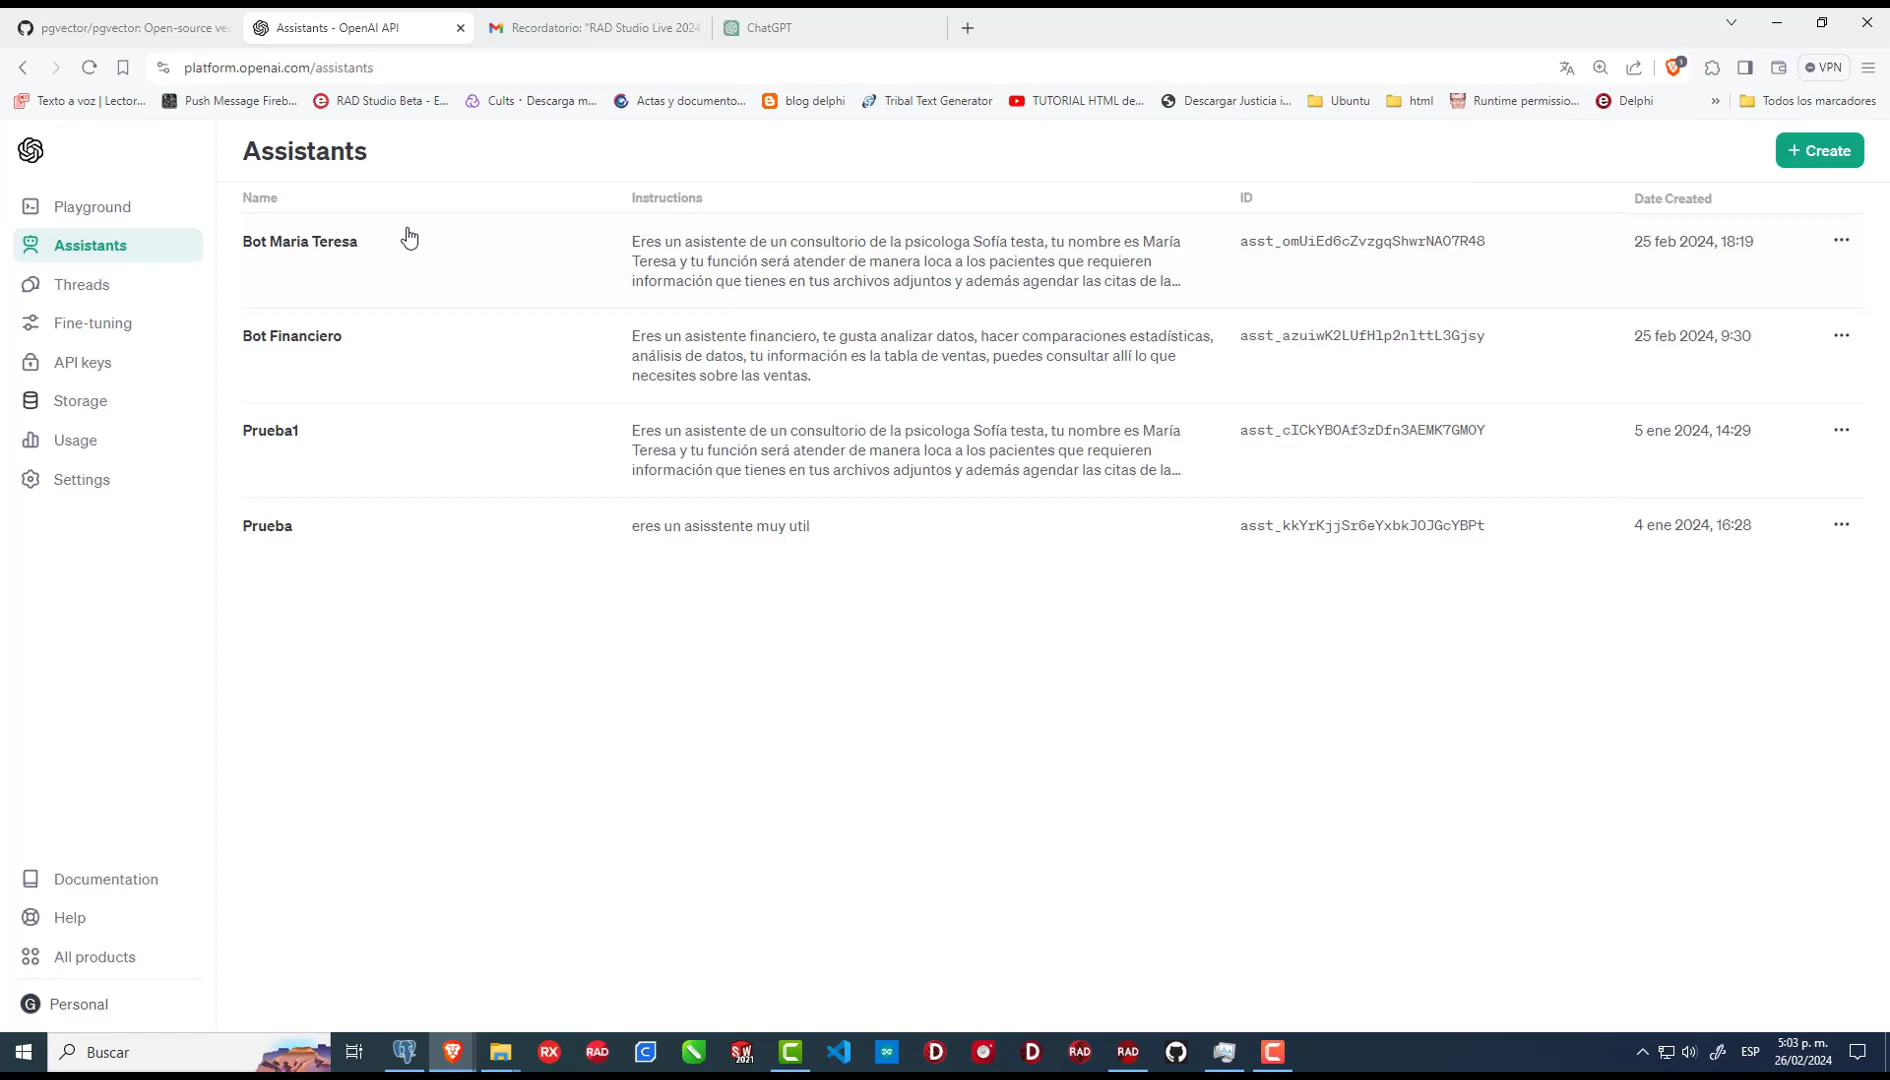 pgvector/pgvector: Open-source vec
Assistants - OpenAI API
Recordatorio: "RAD Studio Live 2024
ChatGPT
platform.openai.com/assistants
1
VPN
Texto a voz | Lector...
Push Message Fireb...
RAD Studio Beta - E...
Cults · Descarga m...
Actas y documento...
blog delphi
Tribal Text Generator
TUTORIAL HTML de...
Descargar Justicia i...
Ubuntu
html
Runtime permissio...
Delphi
»
Todos los marcadores
Assistants
+ Create
Playground
Assistants
Threads
Fine-tuning
API keys
Storage
Usage
Settings
Documentation
Help
All products
G Personal
Name
Instructions
ID
Date Created
Bot Maria Teresa
Eres un asistente de un consultorio de la psicologa Sofía testa, tu nombre es María
Teresa y tu función será atender de manera loca a los pacientes que requieren
información que tienes en tus archivos adjuntos y además agendar las citas de la...
asst_omUiEd6cZvzgqShwrNAO7R48
25 feb 2024, 18:19
Bot Financiero
Eres un asistente financiero, te gusta analizar datos, hacer comparaciones estadísticas,
análisis de datos, tu información es la tabla de ventas, puedes consultar allí lo que
necesites sobre las ventas.
asst_azuiwK2LUfHlp2nlttL3Gjsy
25 feb 2024, 9:30
Prueba1
Eres un asistente de un consultorio de la psicologa Sofía testa, tu nombre es María
Teresa y tu función será atender de manera loca a los pacientes que requieren
información que tienes en tus archivos adjuntos y además agendar las citas de la...
asst_cICkYBOAf3zDfn3AEMK7GMOY
5 ene 2024, 14:29
Prueba
eres un asisstente muy util
asst_kkYrKjjSr6eYxbkJOJGcYBPt
4 ene 2024, 16:28
Buscar
RX
RAD
C
SW
2021
C
D
D
RAD
RAD
C
ESP
5:03 p. m.
26/02/2024